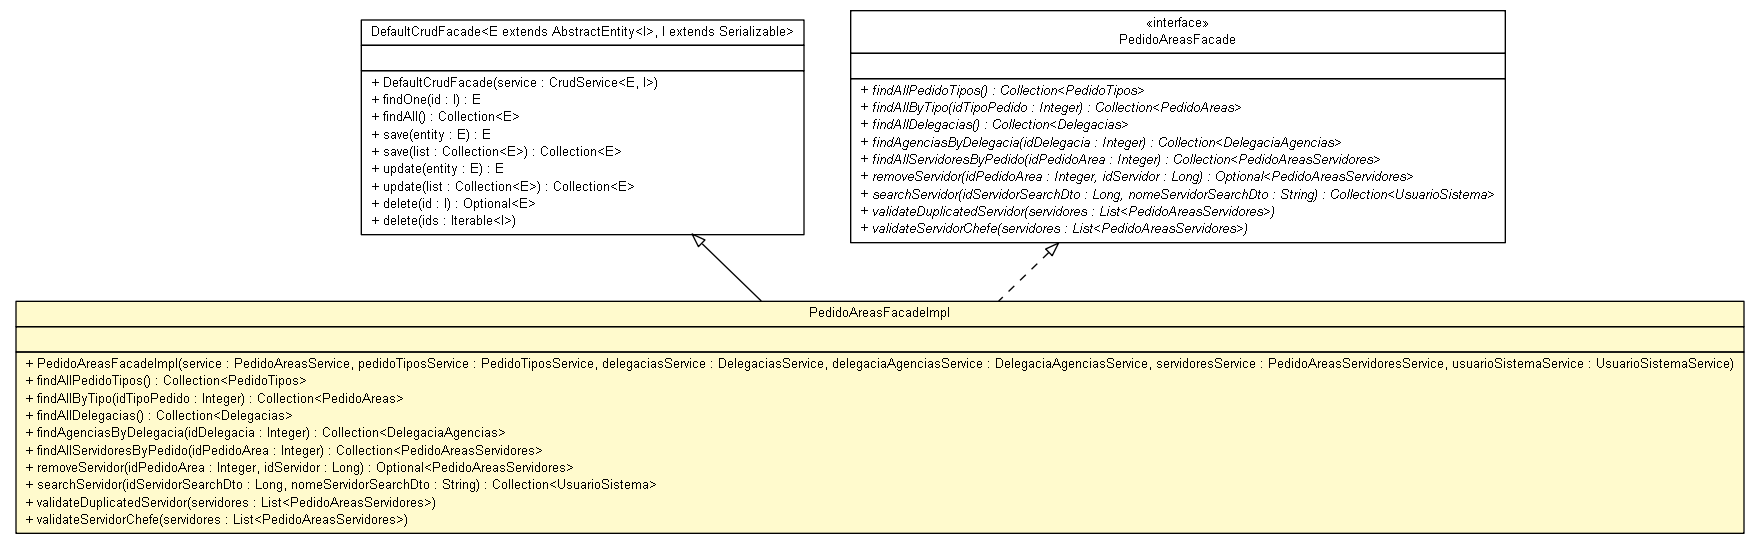 DefaultCrudFacade<E extends AbstractEntity<I>, I extends Serializable>
+ DefaultCrudFacade(service : CrudService<E, I>)
+ findOne(id : I) : E
+ findAll() : Collection<E>
+ save(entity : E) : E
+ save(list : Collection<E>) : Collection<E>
+ update(entity : E) : E
+ update(list : Collection<E>) : Collection<E>
+ delete(id : I) : Optional<E>
+ delete(ids : Iterable<I>)
«interface»
PedidoAreasFacade
+ findAllPedidoTipos() : Collection<PedidoTipos>
+ findAllByTipo(idTipoPedido : Integer) : Collection<PedidoAreas>
+ findAllDelegacias() : Collection<Delegacias>
+ findAgenciasByDelegacia(idDelegacia : Integer) : Collection<DelegaciaAgencias>
+ findAllServidoresByPedido(idPedidoArea : Integer) : Collection<PedidoAreasServidores>
+ removeServidor(idPedidoArea : Integer, idServidor : Long) : Optional<PedidoAreasServidores>
+ searchServidor(idServidorSearchDto : Long, nomeServidorSearchDto : String) : Collection<UsuarioSistema>
+ validateDuplicatedServidor(servidores : List<PedidoAreasServidores>)
+ validateServidorChefe(servidores : List<PedidoAreasServidores>)
PedidoAreasFacadeImpl
+ PedidoAreasFacadeImpl(service : PedidoAreasService, pedidoTiposService : PedidoTiposService, delegaciasService : DelegaciasService, delegaciaAgenciasService : DelegaciaAgenciasService, servidoresService : PedidoAreasServidoresService, usuarioSistemaService : UsuarioSistemaService)
+ findAllPedidoTipos() : Collection<PedidoTipos>
+ findAllByTipo(idTipoPedido : Integer) : Collection<PedidoAreas>
+ findAllDelegacias() : Collection<Delegacias>
+ findAgenciasByDelegacia(idDelegacia : Integer) : Collection<DelegaciaAgencias>
+ findAllServidoresByPedido(idPedidoArea : Integer) : Collection<PedidoAreasServidores>
+ removeServidor(idPedidoArea : Integer, idServidor : Long) : Optional<PedidoAreasServidores>
+ searchServidor(idServidorSearchDto : Long, nomeServidorSearchDto : String) : Collection<UsuarioSistema>
+ validateDuplicatedServidor(servidores : List<PedidoAreasServidores>)
+ validateServidorChefe(servidores : List<PedidoAreasServidores>)